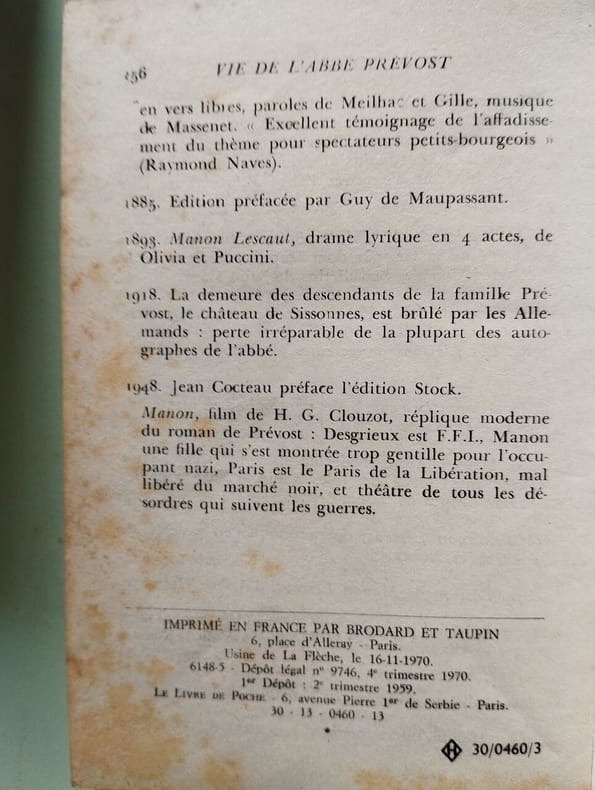 256 VIE DE L'ABBÉ PRÉVOST
en vers libres, paroles de Meilhac et Gille, musique
de Massenet. « Excellent témoignage de l'affadisse-
ment du thème pour spectateurs petits-bourgeois »
(Raymond Naves).
1885. Edition préfacée par Guy de Maupassant.
1893. Manon Lescaut, drame lyrique en 4 actes, de
Olivia et Puccini.
1918. La demeure des descendants de la famille Pré-
vost, le château de Sissonnes, est brûlé par les Alle-
mands : perte irréparable de la plupart des auto-
graphes de l'abbé.
1948. Jean Cocteau préface l'édition Stock.
Manon, film de H. G. Clouzot, réplique moderne
du roman de Prévost : Desgrieux est F.F.I., Manon
une fille qui s'est montrée trop gentille pour l'occu-
pant nazi, Paris est le Paris de la Libération, mal
libéré du marché noir, et théâtre de tous les dé-
sordres qui suivent les guerres.
IMPRIMÉ EN FRANCE PAR BRODARD ET TAUPIN
6, place d'Alleray - Paris.
Usine de La Flèche, le 16-11-1970.
6148-5 - Dépôt légal n° 9746, 4e trimestre 1970.
1er Dépôt : 2e trimestre 1959.
LE LIVRE DE POCHE - 6, avenue Pierre 1er de Serbie - Paris.
30 - 13 - 0460 - 13
30/0460/3